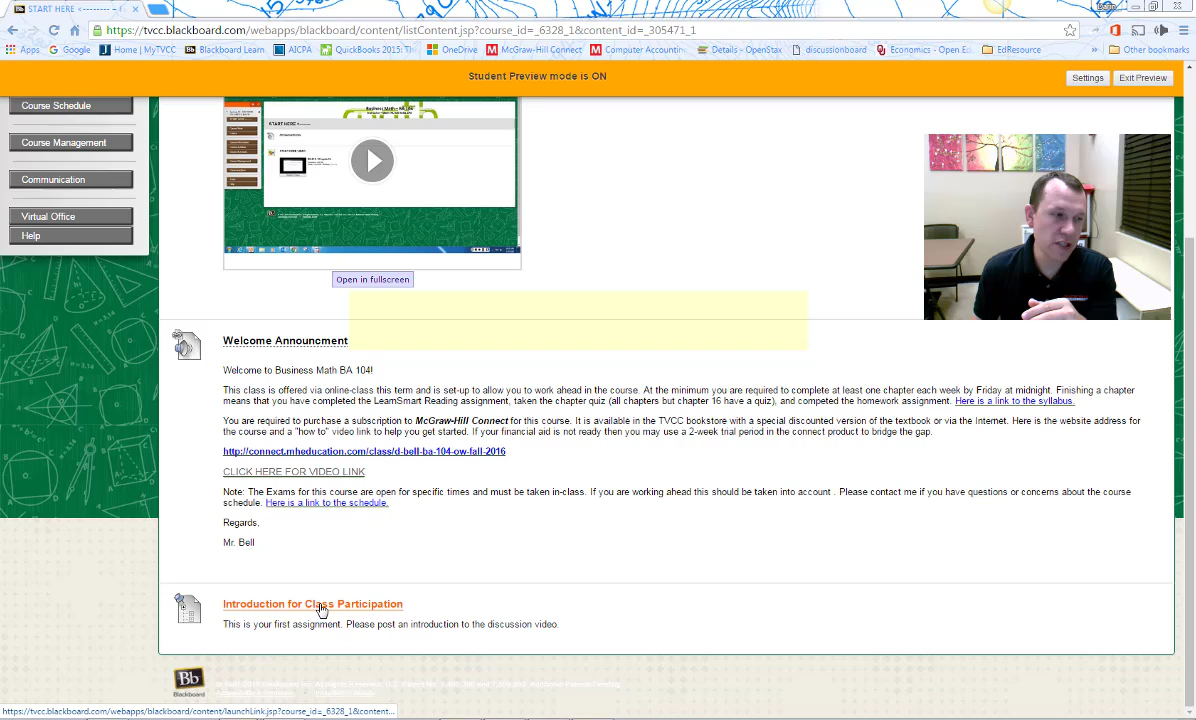 START HERE <-------- –
https://tvcc.blackboard.com/webapps/blackboard/content/listContent.jsp?course_id=_6328_1&content_id=_305471_1
Apps Google Home | MyTVCC Blackboard Learn AICPA QuickBooks 2015: OneDrive McGraw-Hill Connect Computer Accounting Details - OpenStax discussionboard Economics - Open Ed EdResource » Other bookmarks
Student Preview mode is ON
Settings Exit Preview
Course Schedule
Course Management
Communication
Virtual Office
Help
START HERE <--------
Open in fullscreen
Welcome Announcment
Welcome to Business Math BA 104!
This class is offered via online-class this term and is set-up to allow you to work ahead in the course. At the minimum you are required to complete at least one chapter each week by Friday at midnight. Finishing a chapter
means that you have completed the LearnSmart Reading assignment, taken the chapter quiz (all chapters but chapter 16 have a quiz), and competed the homework assignment. Here is a link to the syllabus.
You are required to purchase a subscription to McGraw-Hill Connect for this course. It is available in the TVCC bookstore with a special discounted version of the textbook or via the Internet. Here is the website address for
the course and a "how to" video link to help you get started. If your financial aid is not ready then you may use a 2-week trial period in the connect product to bridge the gap.
http://connect.mheducation.com/class/d-bell-ba-104-ow-fall-2016
CLICK HERE FOR VIDEO LINK
Note: The Exams for this course are open for specific times and must be taken in-class. If you are working ahead this should be taken into account . Please contact me if you have questions or concerns about the course
schedule. Here is a link to the schedule.
Regards,
Mr. Bell
Introduction for Class Participation
This is your first assignment. Please post an introduction to the discussion video.
Bb
Blackboard
https://tvcc.blackboard.com/webapps/blackboard/content/launchLink.jsp?course_id=_6328_1&content...